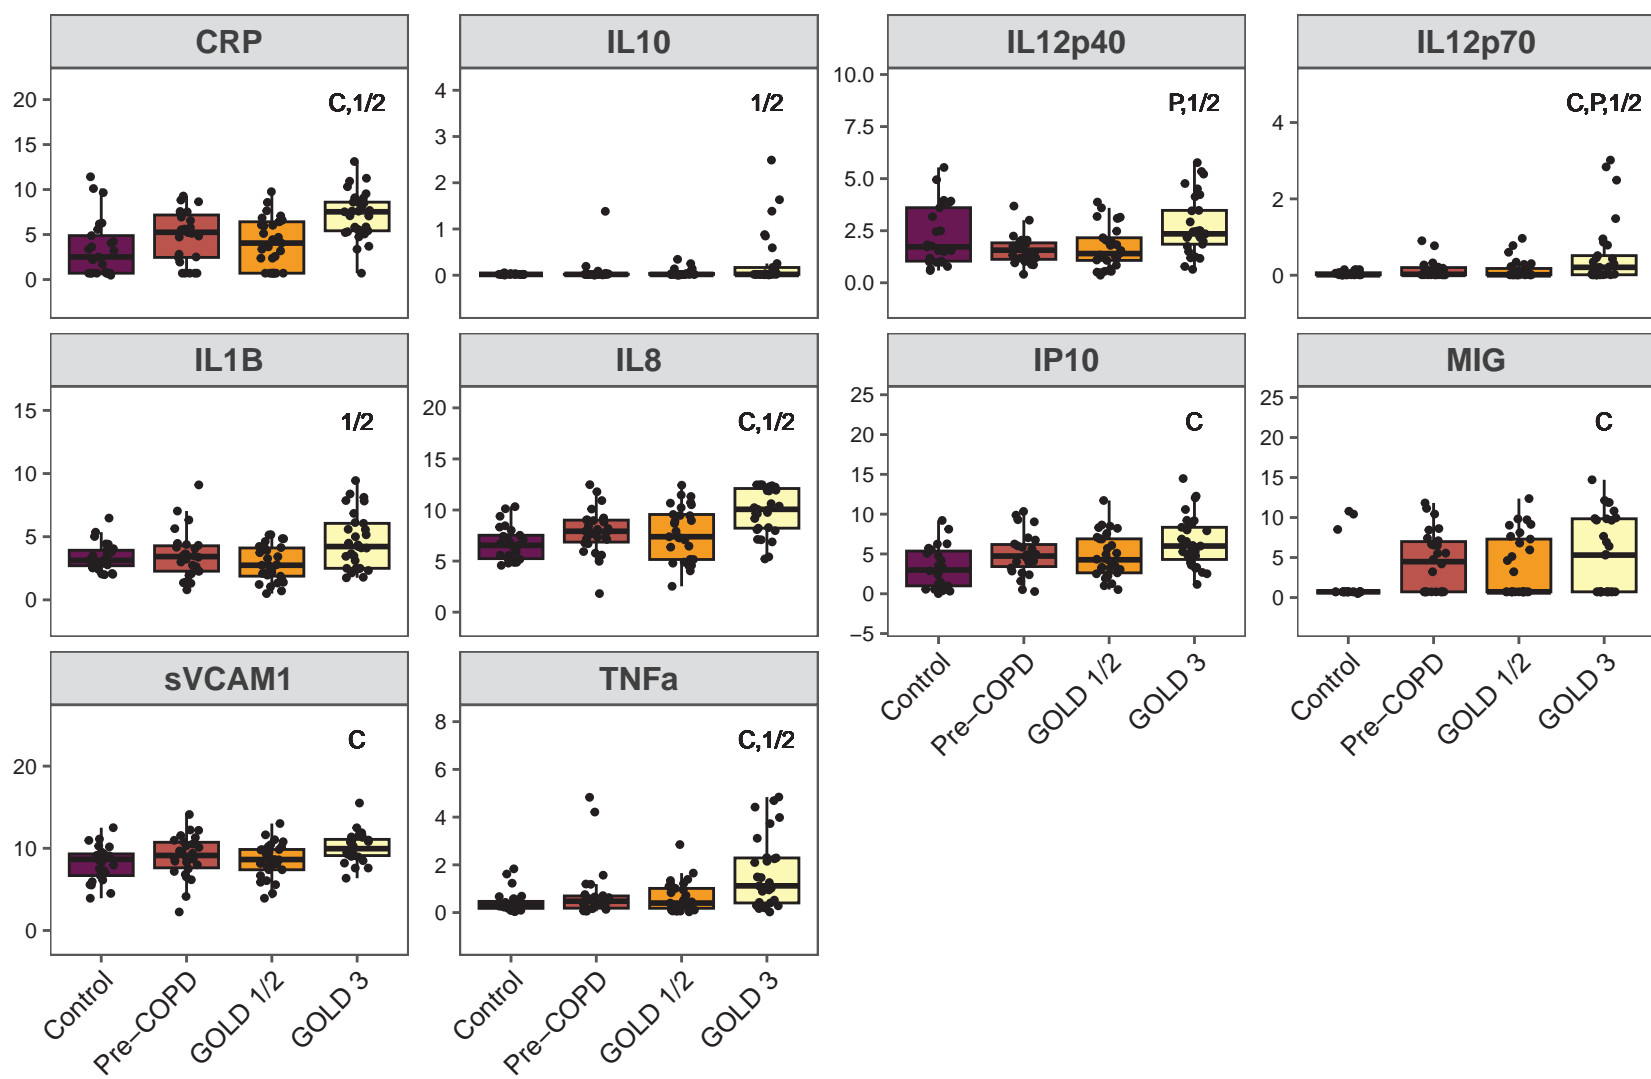 CRP
IL10
IL12p40
IL12p70
20
15
10
5
0
C,1/2
4
3
2
1
0
1/2
10.0
7.5
5.0
2.5
0.0
P,1/2
4
2
0
C,P,1/2
IL1B
IL8
IP10
MIG
15
10
5
0
1/2
20
15
10
5
0
C,1/2
25
20
15
10
5
0
−5
C
25
20
15
10
5
0
C
Control
Pre−COPD
GOLD 1/2
GOLD 3
Control
Pre−COPD
GOLD 1/2
GOLD 3
sVCAM1
TNFa
20
10
0
C
8
6
4
2
0
C,1/2
Control
Pre−COPD
GOLD 1/2
GOLD 3
Control
Pre−COPD
GOLD 1/2
GOLD 3